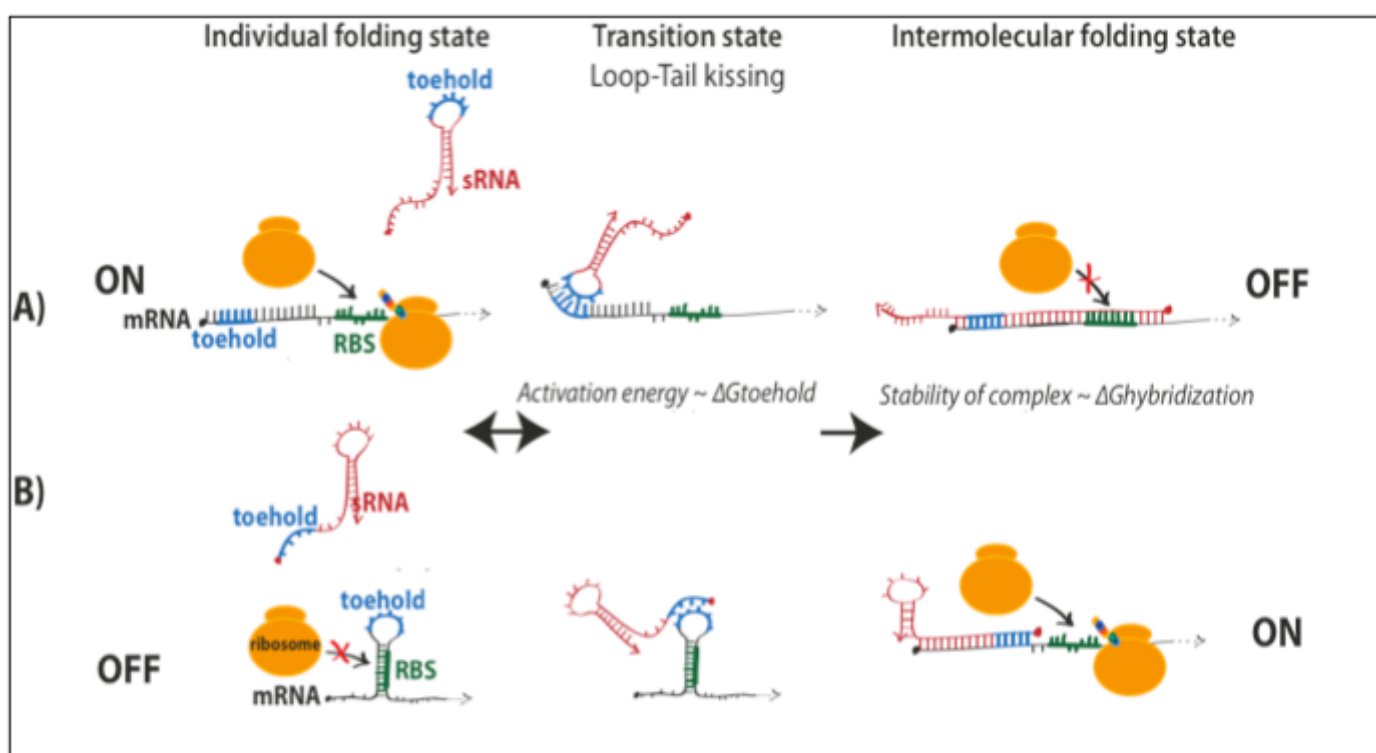 Individual folding state
Transition state
Intermolecular folding state
Loop-Tail kissing
toehold
sRNA
ON
OFF
A)
mRNA
toehold
RBS
Activation energy ~ ΔGtoehold
Stability of complex ~ ΔGhybridization
B)
sRNA
toehold
toehold
ribosome
RBS
OFF
mRNA
ON